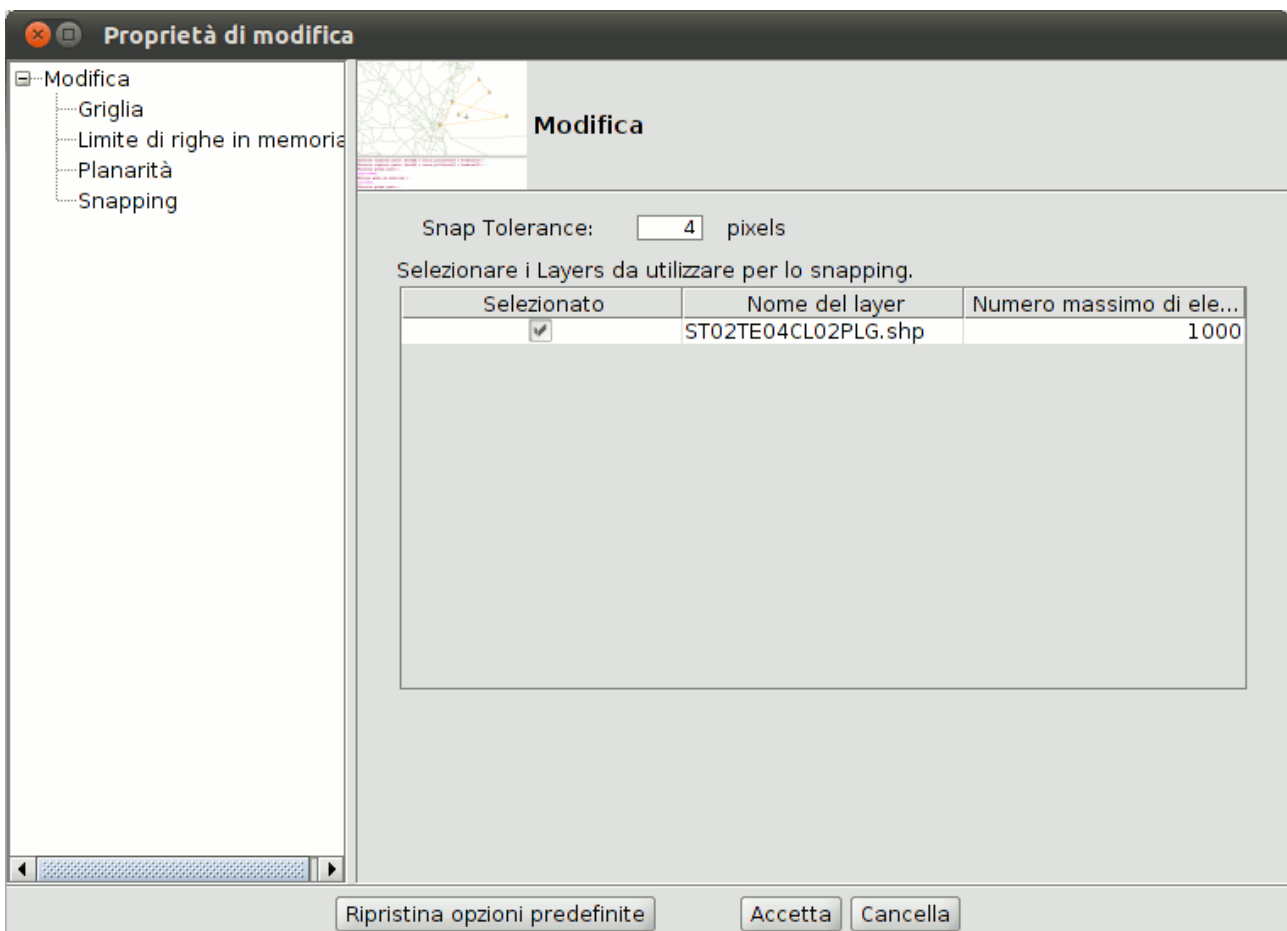 Proprietà di modifica
Modifica
Griglia
Limite di righe in memoria
Planarità
Snapping
Modifica
Snap Tolerance: 4 pixels
Selezionare i Layers da utilizzare per lo snapping.
Selezionato Nome del layer Numero massimo di ele...
ST02TE04CL02PLG.shp 1000
Ripristina opzioni predefinite Accetta Cancella